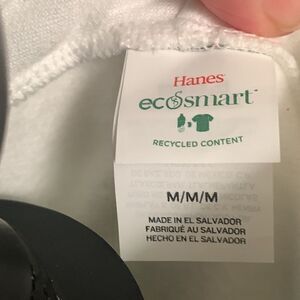 Hanes
ecosmart
RECYCLED CONTENT
M/M/M
MADE IN EL SALVADOR
FABRIQUÉ AU SALVADOR
HECHO EN EL SALVADOR